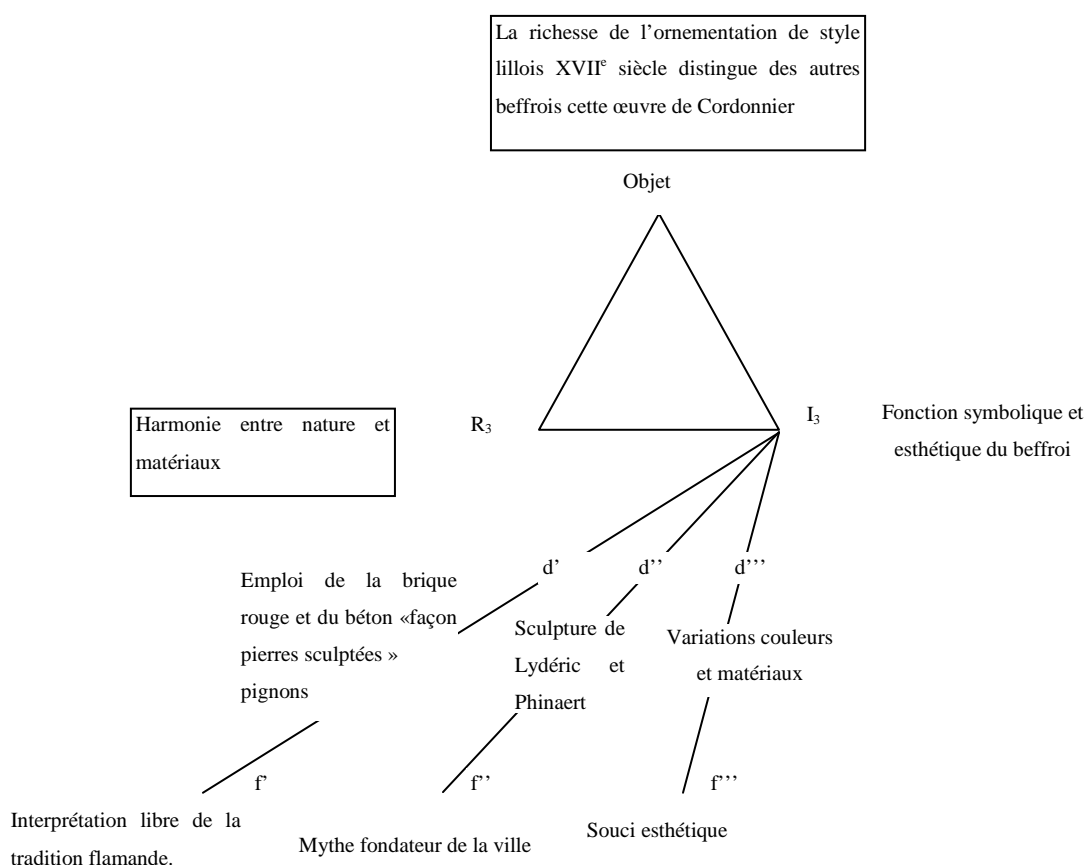 La richesse de l’ornementation de style
lillois XVIIe siècle distingue des autres
beffrois cette œuvre de Cordonnier
Objet
Harmonie entre nature et
matériaux
R3
I3
Fonction symbolique et
esthétique du beffroi
d’
d’’
d’’’
Emploi de la brique
rouge et du béton «façon
pierres sculptées »
pignons
Sculpture de
Lydéric et
Phinaert
Variations couleurs
et matériaux
f’
f’’
f’’’
Interprétation libre de la
tradition flamande.
Mythe fondateur de la ville
Souci esthétique